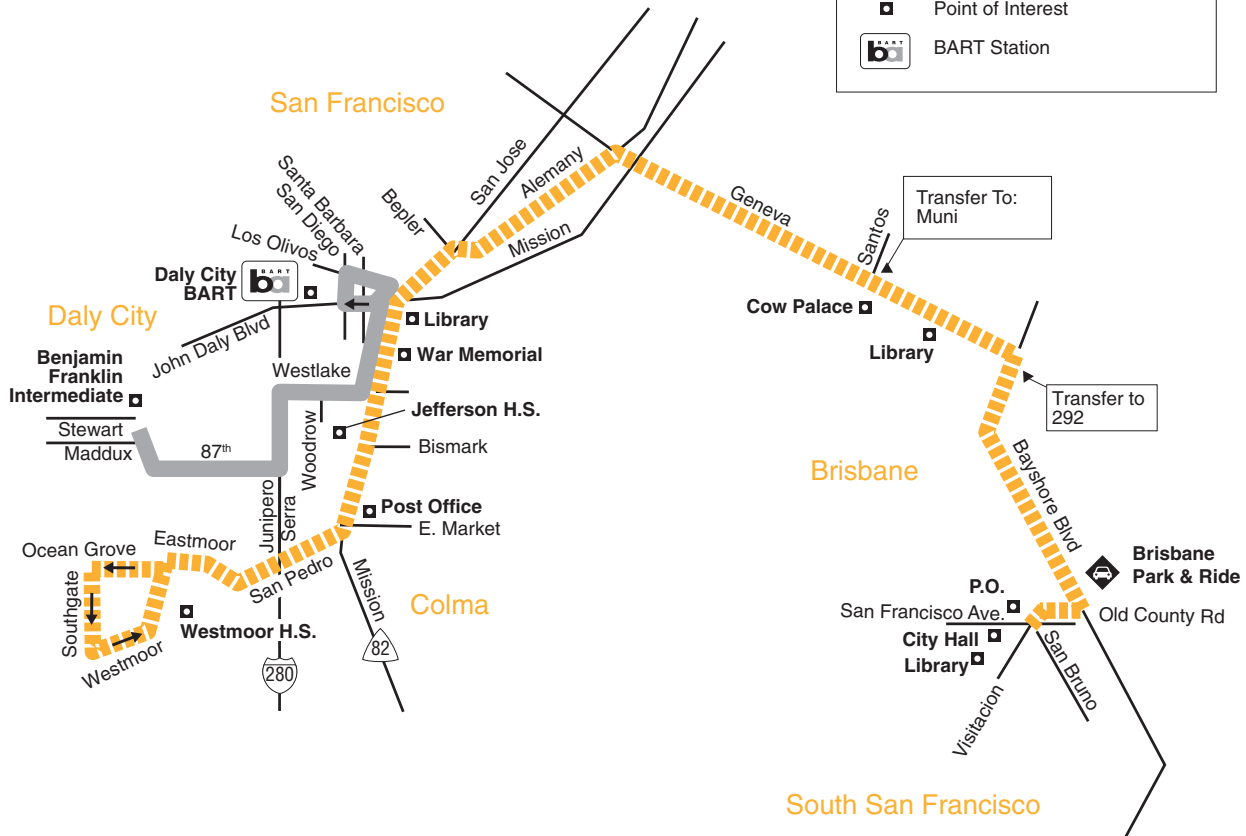 Point of Interest
BART
ba
BART Station
San Francisco
San Jose
Alemany
Santa Barbara
San Diego
Bepler
Los Olivos
Mission
Geneva
Santos
Transfer To:
Muni
Daly City
BART
BART
ba
Daly City
John Daly Blvd
Library
War Memorial
Cow Palace
Library
Benjamin
Franklin
Intermediate
Westlake
Transfer to
292
Jefferson H.S.
Stewart
Maddux
87th
Woodrow
Bismark
Brisbane
Bayshore Blvd
Junipero
Serra
Post Office
E. Market
Ocean Grove
Eastmoor
San Pedro
Mission
Colma
Southgate
Westmoor
Westmoor H.S.
280
82
Brisbane
Park & Ride
P.O.
San Francisco Ave.
Old County Rd
City Hall
Library
San Bruno
Visitacion
South San Francisco